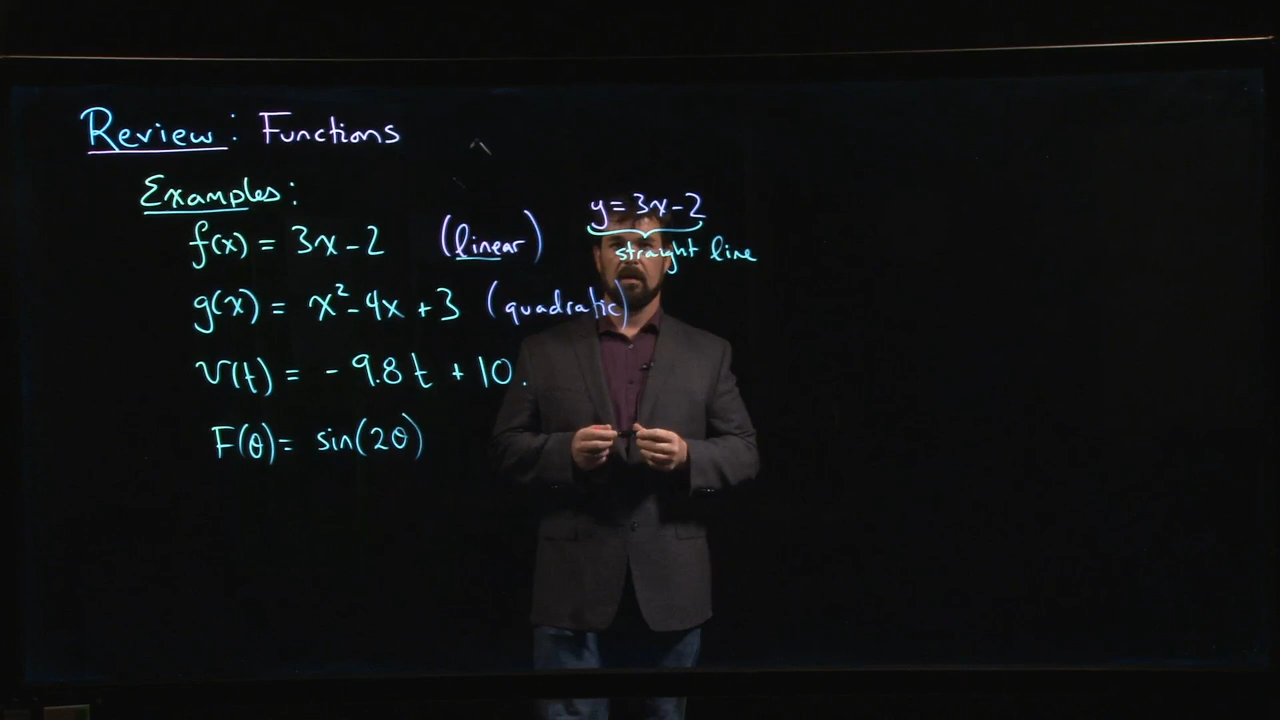 Review: Functions
Examples:
f(x) = 3x - 2 (linear) y = 3x - 2
straight line
g(x) = x² - 4x + 3 (quadratic)
v(t) = - 9.8 t + 10.
F(θ) = sin(2θ)